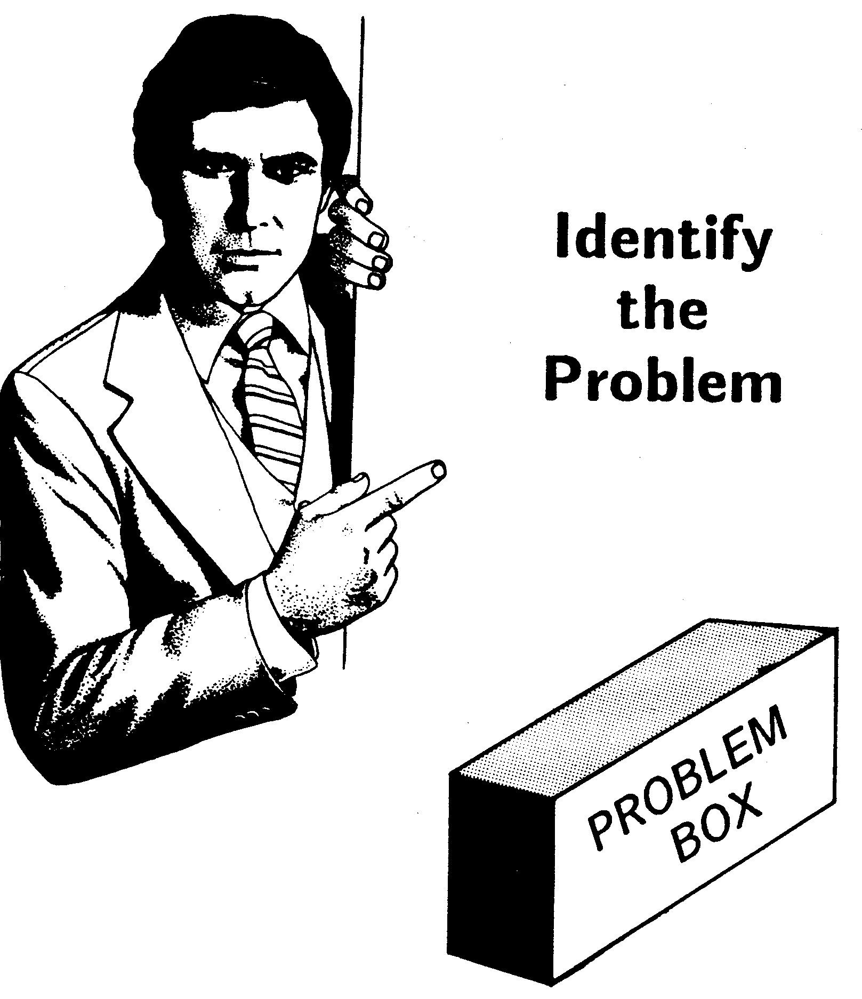 Identify
the
Problem
PROBLEM
BOX